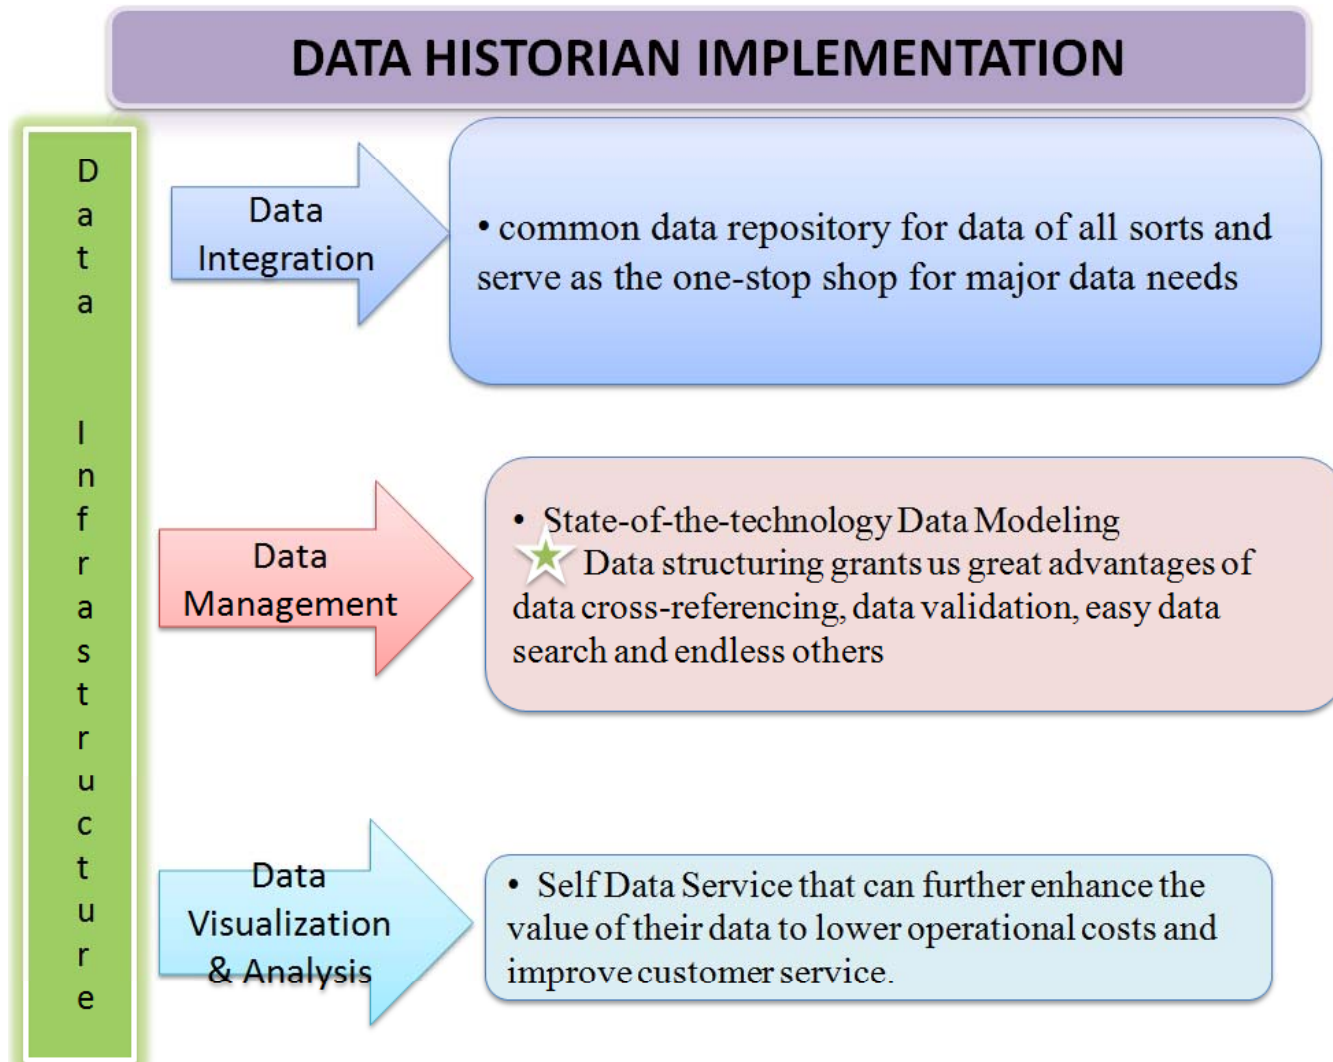 DATA HISTORIAN IMPLEMENTATION
Data Infrastructure
Data
Integration
• common data repository for data of all sorts and
serve as the one-stop shop for major data needs
Data
Management
• State-of-the-technology Data Modeling
Data structuring grants us great advantages of
data cross-referencing, data validation, easy data
search and endless others
Data
Visualization
& Analysis
• Self Data Service that can further enhance the
value of their data to lower operational costs and
improve customer service.